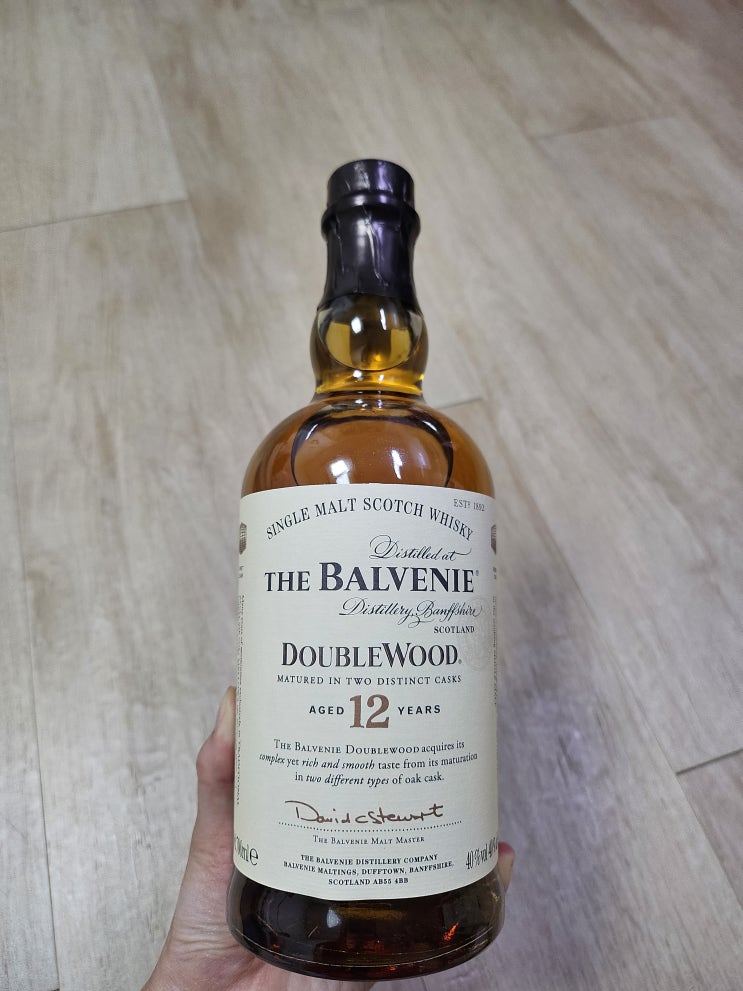 ESTD 1892
SINGLE MALT SCOTCH WHISKY
Distilled at
THE BALVENIE®
Distillery, Banffshire
SCOTLAND
DOUBLEWOOD®
MATURED IN TWO DISTINCT CASKS
AGED 12 YEARS
THE BALVENIE DOUBLEWOOD acquires its
complex yet rich and smooth taste from its maturation
in two different types of oak cask.
David C Stewart
THE BALVENIE MALT MASTER
THE BALVENIE DISTILLERY COMPANY
BALVENIE MALTINGS, DUFFTOWN, BANFFSHIRE,
SCOTLAND AB55 4BB
40%vol